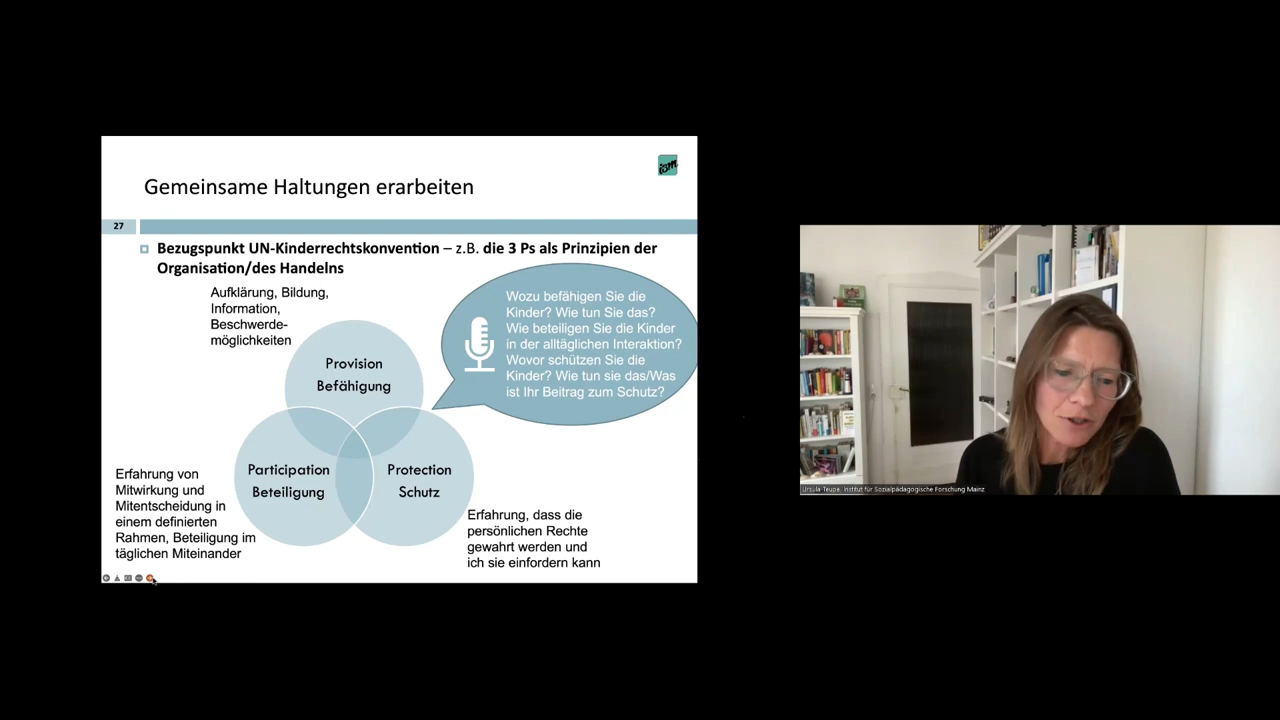 ism
Gemeinsame Haltungen erarbeiten
27
Bezugspunkt UN-Kinderrechtskonvention – z.B. die 3 Ps als Prinzipien der
Organisation/des Handelns
Aufklärung, Bildung,
Information,
Beschwerde-
möglichkeiten
Wozu befähigen Sie die
Kinder? Wie tun Sie das?
Wie beteiligen Sie die Kinder
in der alltäglichen Interaktion?
Wovor schützen Sie die
Kinder? Wie tun sie das/Was
ist Ihr Beitrag zum Schutz?
Provision
Befähigung
Participation
Beteiligung
Protection
Schutz
Erfahrung von
Mitwirkung und
Mitentscheidung in
einem definierten
Rahmen, Beteiligung im
täglichen Miteinander
Erfahrung, dass die
persönlichen Rechte
gewahrt werden und
ich sie einfordern kann
Ursula Teupe, Institut für Sozialpädagogische Forschung Mainz